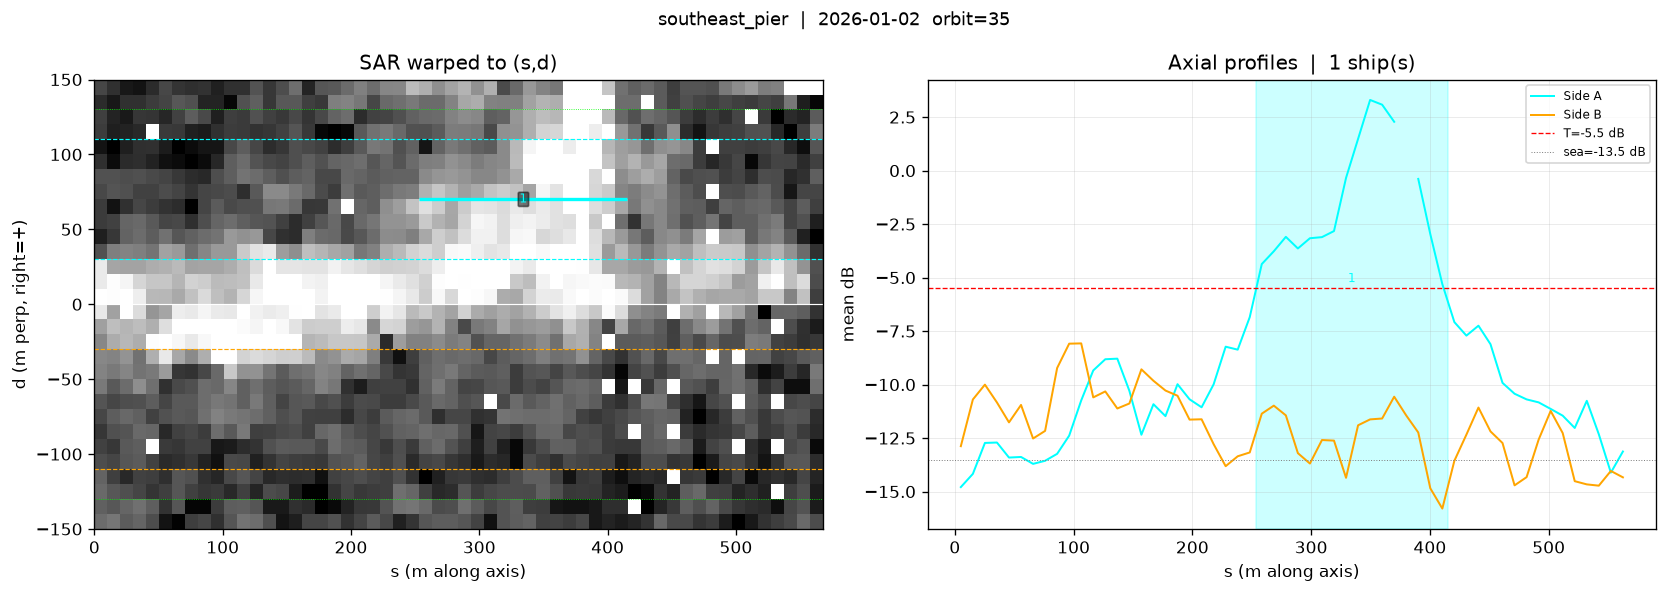 southeast_pier | 2026-01-02 orbit=35
SAR warped to (s,d)
150
100
50
0
−50
−100
−150
d (m perp, right=+)
1
0
100
200
300
400
500
s (m along axis)
Axial profiles | 1 ship(s)
2.5
0.0
−2.5
−5.0
−7.5
−10.0
−12.5
−15.0
mean dB
1
Side A
Side B
T=-5.5 dB
sea=-13.5 dB
0
100
200
300
400
500
s (m along axis)